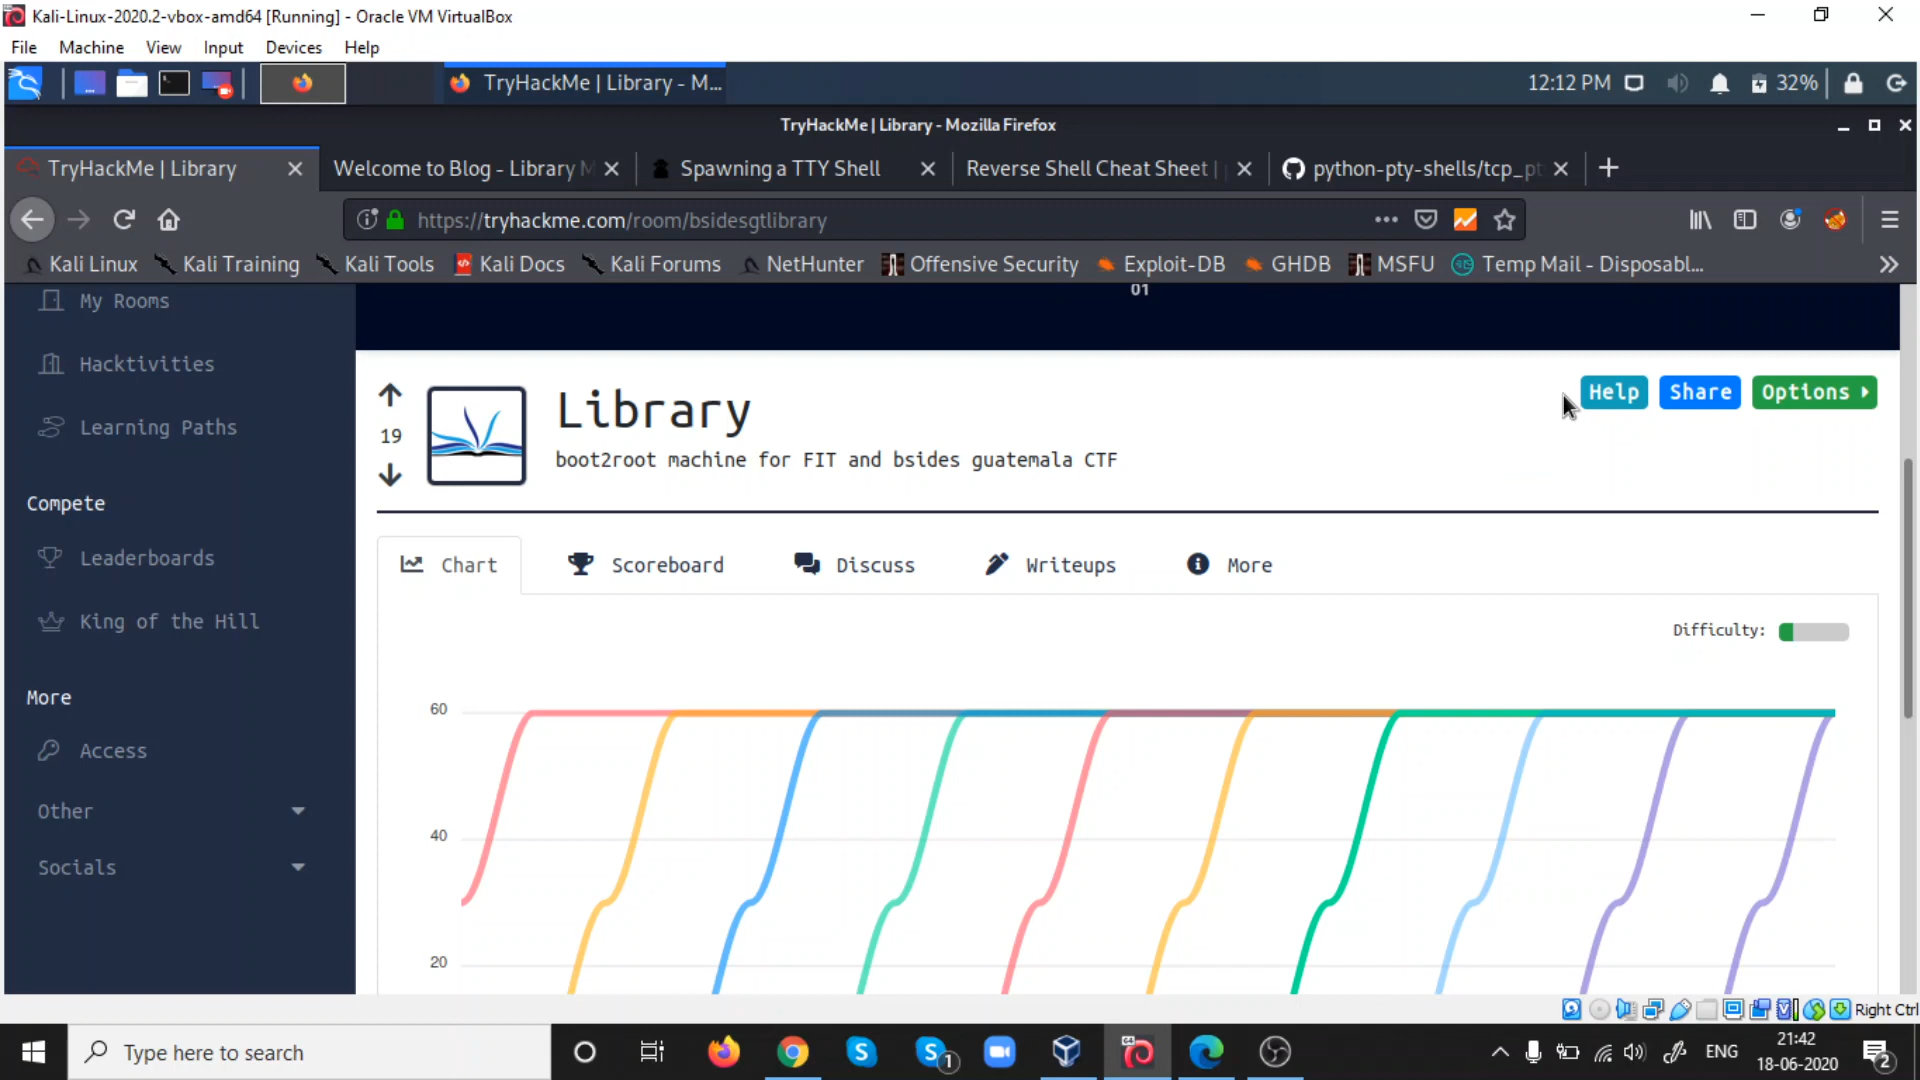 Kali-Linux-2020.2-vbox-amd64 [Running] - Oracle VM VirtualBox
File Machine View Input Devices Help
TryHackMe | Library - M...
12:12 PM 32%
TryHackMe | Library - Mozilla Firefox
TryHackMe | Library
Welcome to Blog - Library M
Spawning a TTY Shell
Reverse Shell Cheat Sheet |
python-pty-shells/tcp_pt
https://tryhackme.com/room/bsidesgtlibrary
Kali Linux Kali Training Kali Tools Kali Docs Kali Forums NetHunter Offensive Security Exploit-DB GHDB MSFU Temp Mail - Disposabl...
01
My Rooms
Hacktivities
Learning Paths
Compete
Leaderboards
King of the Hill
More
Access
Other
Socials
19
Library
boot2root machine for FIT and bsides guatemala CTF
Help Share Options
Chart Scoreboard Discuss Writeups More
Difficulty:
60
40
20
Right Ctrl
Type here to search
S 1
64
ENG
21:42
18-06-2020
2